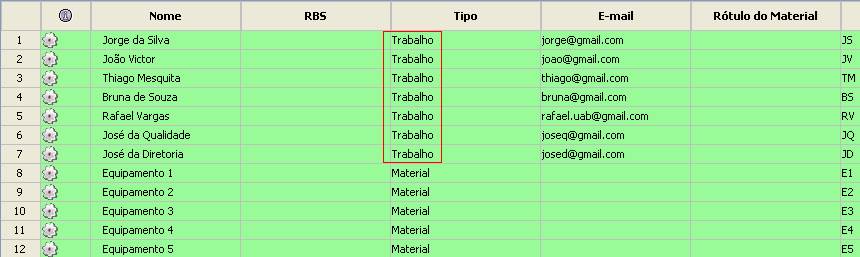 Nome RBS Tipo E-mail Rótulo do Material
1 Jorge da Silva Trabalho jorge@gmail.com JS
2 João Victor Trabalho joao@gmail.com JV
3 Thiago Mesquita Trabalho thiago@gmail.com TM
4 Bruna de Souza Trabalho bruna@gmail.com BS
5 Rafael Vargas Trabalho rafael.uab@gmail.com RV
6 José da Qualidade Trabalho joseq@gmail.com JQ
7 José da Diretoria Trabalho josed@gmail.com JD
8 Equipamento 1 Material E1
9 Equipamento 2 Material E2
10 Equipamento 3 Material E3
11 Equipamento 4 Material E4
12 Equipamento 5 Material E5